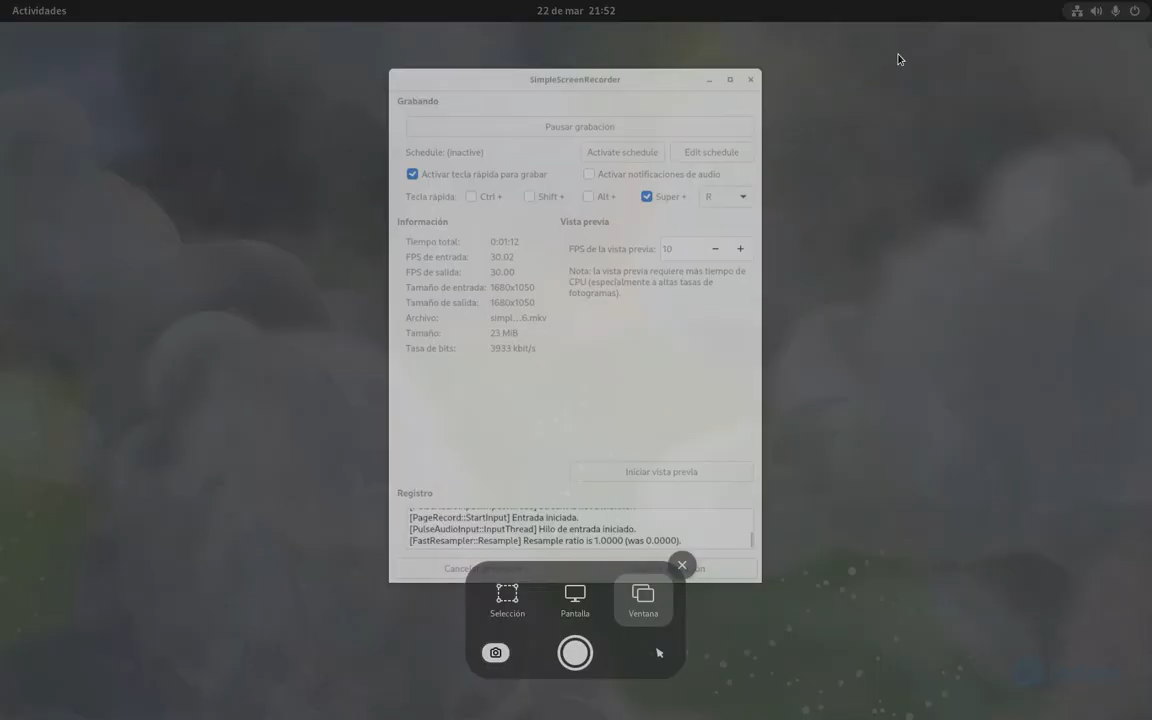 Actividades
22 de mar 21:52
SimpleScreenRecorder
Grabando
Pausar grabación
Schedule: (inactive)
Activate schedule
Edit schedule
Activar tecla rápida para grabar
Activar notificaciones de audio
Tecla rápida:
Ctrl +
Shift +
Alt +
Super +
R
Información
Tiempo total: 0:01:12
FPS de entrada: 30.02
FPS de salida: 30.00
Tamaño de entrada: 1680x1050
Tamaño de salida: 1680x1050
Archivo: simpl...6.mkv
Tamaño: 23 MiB
Tasa de bits: 3933 kbit/s
Vista previa
FPS de la vista previa: 10
Nota: la vista previa requiere más tiempo de
CPU (especialmente a altas tasas de
fotogramas).
Iniciar vista previa
Registro
[PageRecord::StartInput] Entrada iniciada.
[PulseAudioInput::InputThread] Hilo de entrada iniciado.
[FastResampler::Resample] Resample ratio is 1.0000 (was 0.0000).
Selección
Pantalla
Ventana